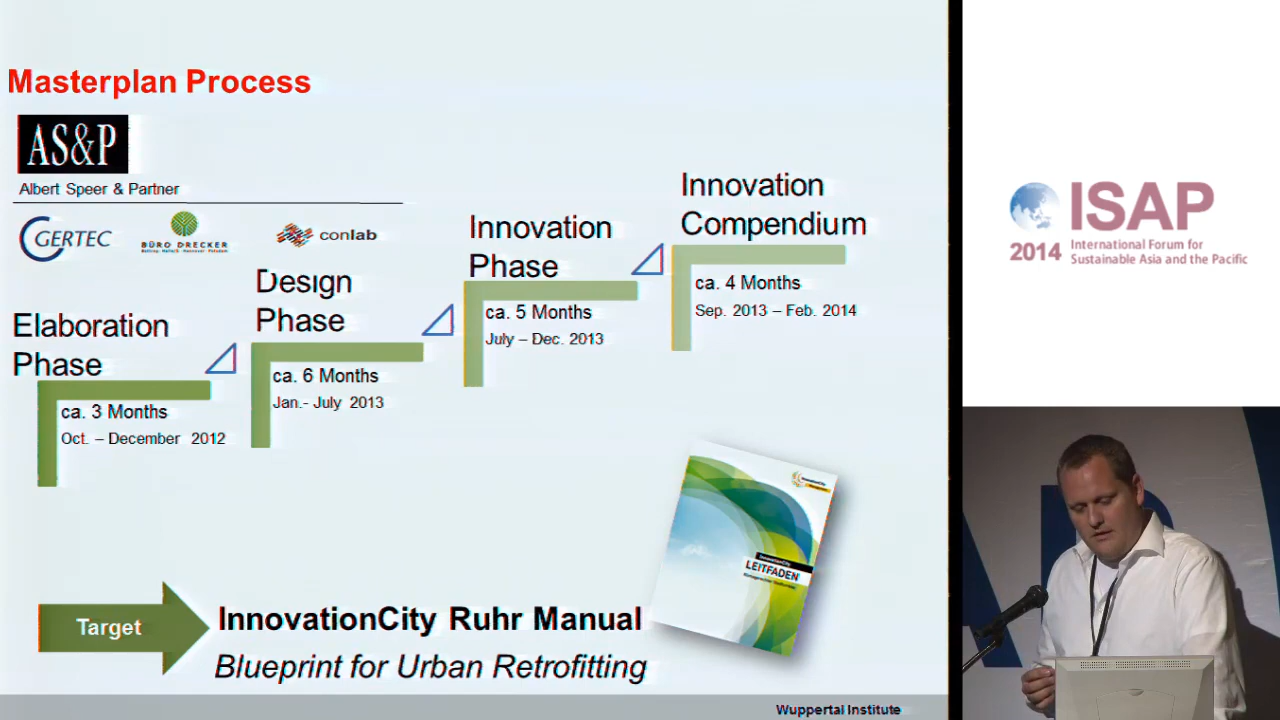 Masterplan Process
AS&P
Albert Speer & Partner
GERTEC
BÜRO DRECKER
conlab
Elaboration
Phase
ca. 3 Months
Oct. – December 2012
Design
Phase
ca. 6 Months
Jan.- July 2013
Innovation
Phase
ca. 5 Months
July – Dec. 2013
Innovation
Compendium
ca. 4 Months
Sep. 2013 – Feb. 2014
InnovationCity
InnovationCity
LEITFADEN
Target
InnovationCity Ruhr Manual
Blueprint for Urban Retrofitting
Wuppertal Institute
ISAP
2014
International Forum for
Sustainable Asia and the Pacific